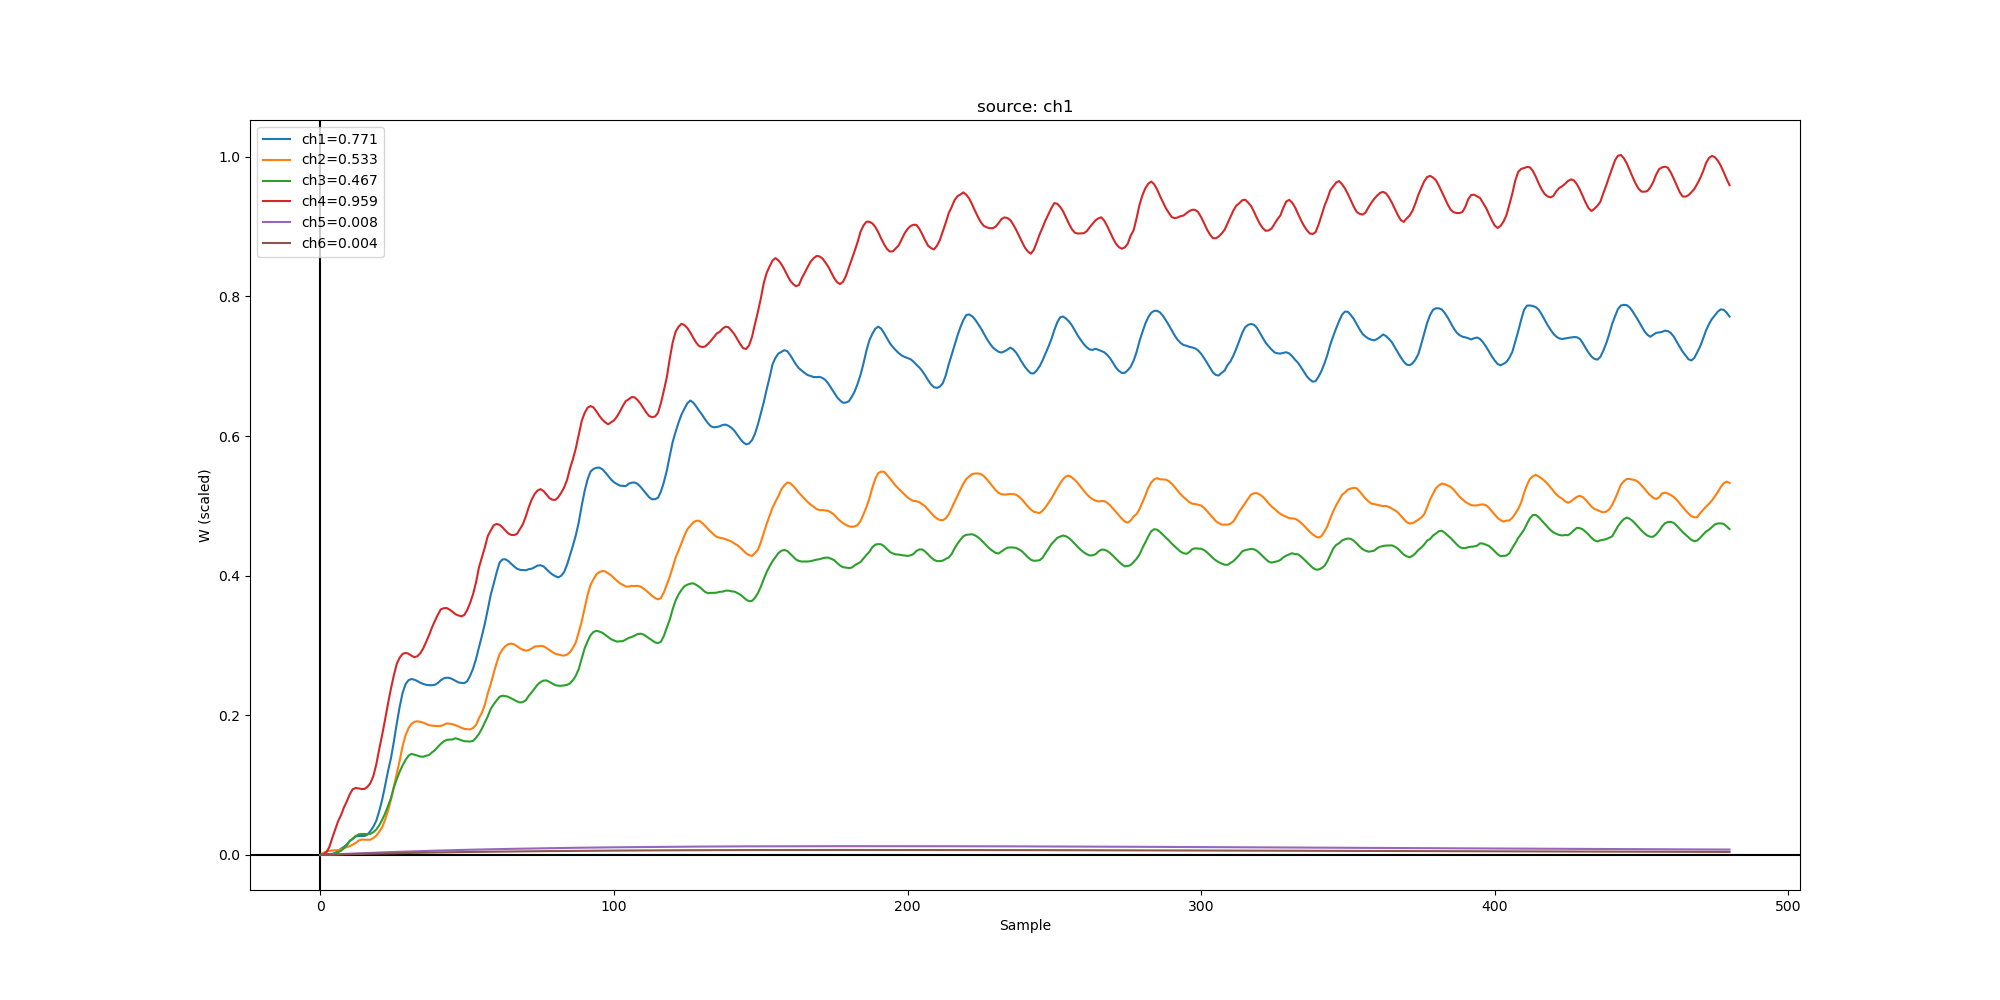 source: ch1
ch1=0.771
ch2=0.533
ch3=0.467
ch4=0.959
ch5=0.008
ch6=0.004
1.0
0.8
0.6
0.4
0.2
0.0
W (scaled)
0 100 200 300 400 500
Sample